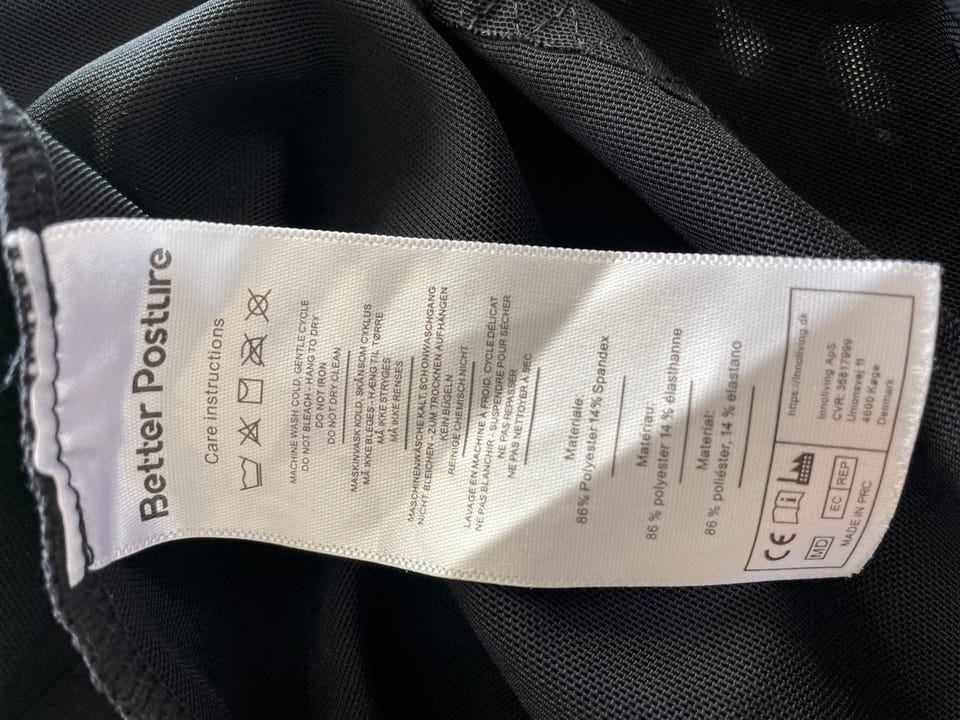 Better Posture
Care instructions
MACHINE WASH COLD, GENTLE CYCLE
DO NOT BLEACH - HANG TO DRY
DO NOT IRON
DO NOT DRY CLEAN
MASKINVASK KOLD, SKÅNSOM CYKLUS
MÅ IKKE BLEGES - HÆNG TIL TØRRE
MÅ IKKE STRYGES
MÅ IKKE RENSES
MASCHINENWÄSCHE KALT, SCHONWASCHGANG
NICHT BLEICHEN - ZUM TROCKNEN AUFHÄNGEN
KEIN BÜGELN
REINIGE CHEMISCH NICHT
LAVAGE EN MACHINE À FROID, CYCLE DÉLICAT
NE PAS BLANCHIR - SUSPENDRE POUR SÉCHER
NE PAS REPASSER
NE PAS NETTOYER À SEC
Materiale:
86% Polyester 14% Spandex
Matériau:
86 % polyester 14 % élasthanne
Material:
86 % poliéster, 14 % elastano
CE
MD
EC REP
MADE IN PRC
https://innoliving.dk
Innoliving ApS
CVR: 35817999
Unionsvej 11
4600 Køge
Denmark